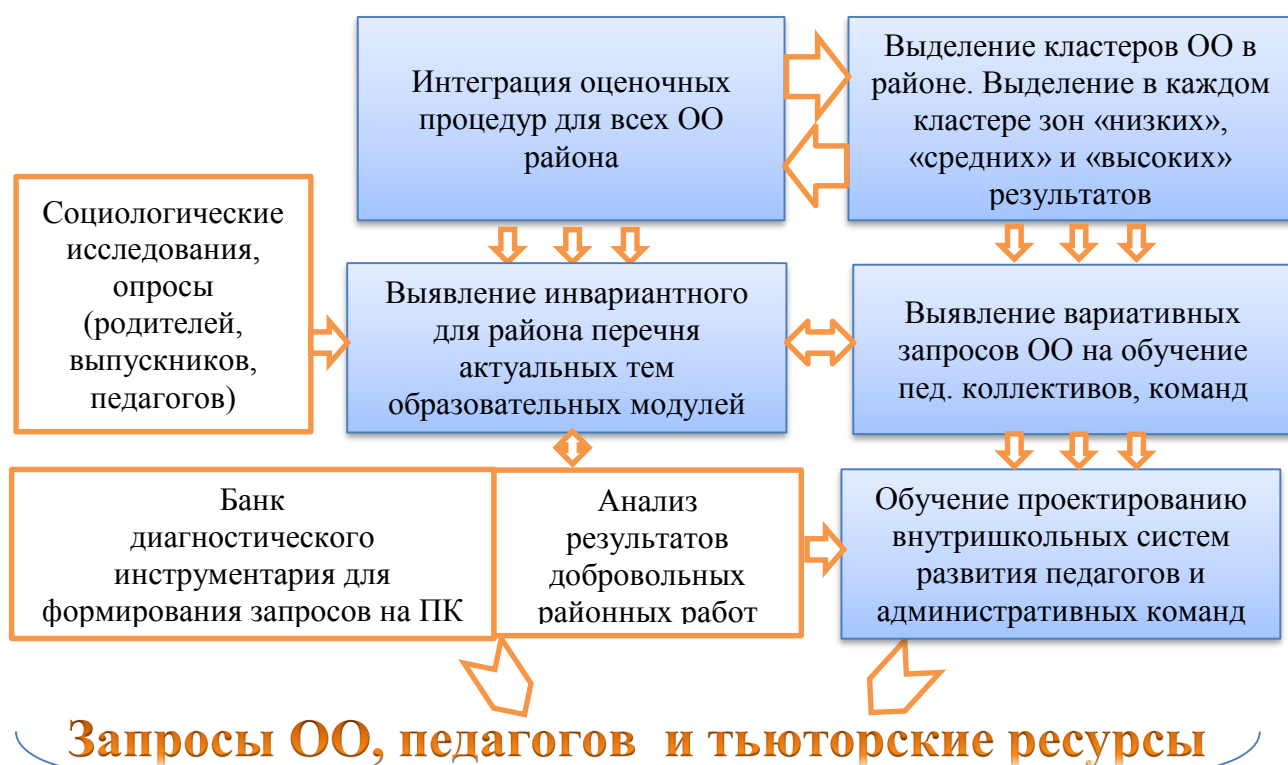 Интеграция оценочных
процедур для всех ОО
района
Выделение кластеров ОО в
районе. Выделение в каждом
кластере зон «низких»,
«средних» и «высоких»
результатов
Социологические
исследования,
опросы
(родителей,
выпускников,
педагогов)
Выявление инвариантного
для района перечня
актуальных тем
образовательных модулей
Выявление вариативных
запросов ОО на обучение
пед. коллективов, команд
Банк
диагностического
инструментария для
формирования запросов на ПК
Анализ
результатов
добровольных
районных работ
Обучение проектированию
внутришкольных систем
развития педагогов и
административных команд
Запросы ОО, педагогов и тьюторские ресурсы